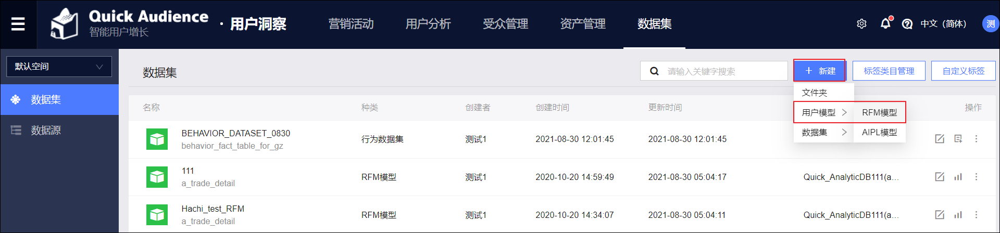 Quick Audience
智能用户增长
· 用户洞察
营销活动 用户分析 受众管理 资产管理 数据集
中文（简体） 测
默认空间
数据集
数据源
数据集
请输入关键字搜索
+ 新建
标签类目管理
自定义标签
文件夹
用户模型 > RFM模型
数据集 > AIPL模型
名称 种类 创建者 创建时间 更新时间 操作
BEHAVIOR_DATASET_0830
behavior_fact_table_for_gz
行为数据集 测试1 2021-08-30 12:01:45 2021-08-30 12:01:45
111
a_trade_detail
RFM模型 测试1 2020-10-20 14:59:49 2021-08-30 05:04:17 Quick_AnalyticDB111(a...
Hachi_test_RFM
a_trade_detail
RFM模型 测试1 2020-10-20 14:34:07 2021-08-30 05:04:11 Quick_AnalyticDB111(a...